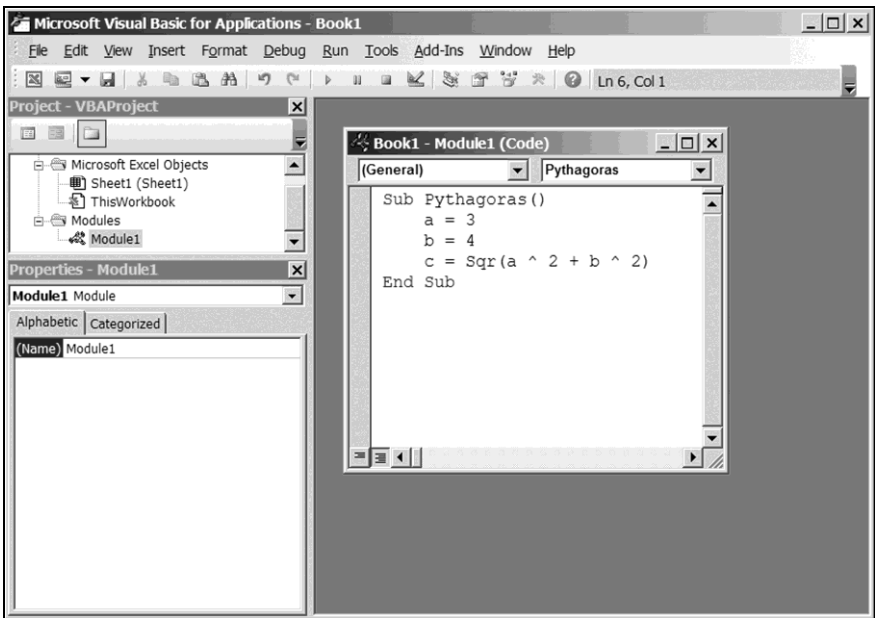 Microsoft Visual Basic for Applications - Book1
File Edit View Insert Format Debug Run Tools Add-Ins Window Help
Ln 6, Col 1
Project - VBAProject
Microsoft Excel Objects
Sheet1 (Sheet1)
ThisWorkbook
Modules
Module1
Properties - Module1
Module1 Module
Alphabetic Categorized
(Name) Module1
Book1 - Module1 (Code)
(General) Pythagoras
Sub Pythagoras()
    a = 3
    b = 4
    c = Sqr(a ^ 2 + b ^ 2)
End Sub